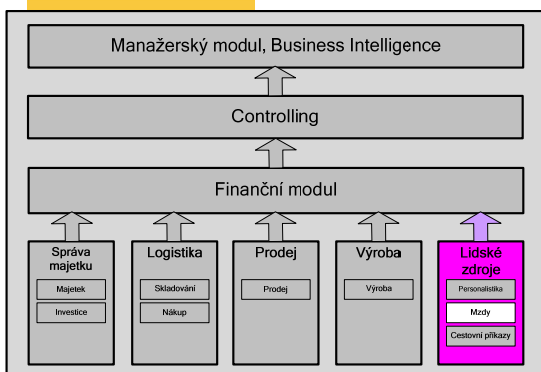 Manažerský modul, Business Intelligence
Controlling
Finanční modul
Správa
majetku
Majetek
Investice
Logistika
Skladování
Nákup
Prodej
Prodej
Výroba
Výroba
Lidské
zdroje
Personalistika
Mzdy
Cestovní příkazy